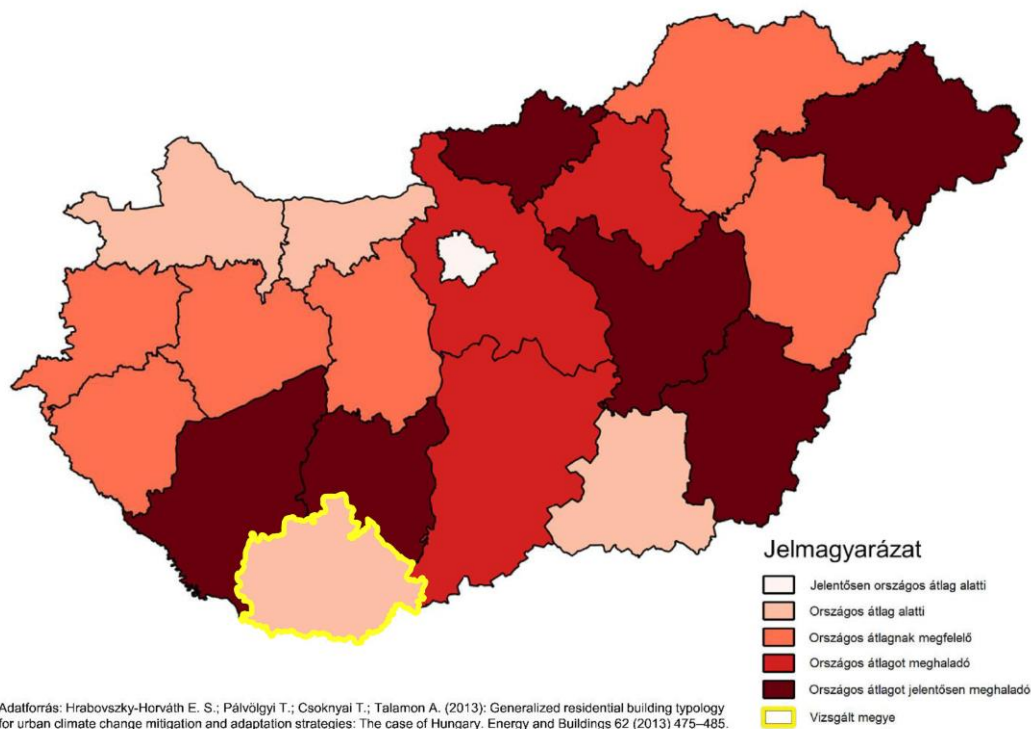 Jelmagyarázat
Jelentősen országos átlag alatti
Országos átlag alatti
Országos átlagnak megfelelő
Országos átlagot meghaladó
Országos átlagot jelentősen meghaladó
Vizsgált megye
Adatforrás: Hrabovszky-Horváth E. S.; Pálvölgyi T.; Csoknyai T.; Talamon A. (2013): Generalized residential building typology
for urban climate change mitigation and adaptation strategies: The case of Hungary. Energy and Buildings 62 (2013) 475–485.